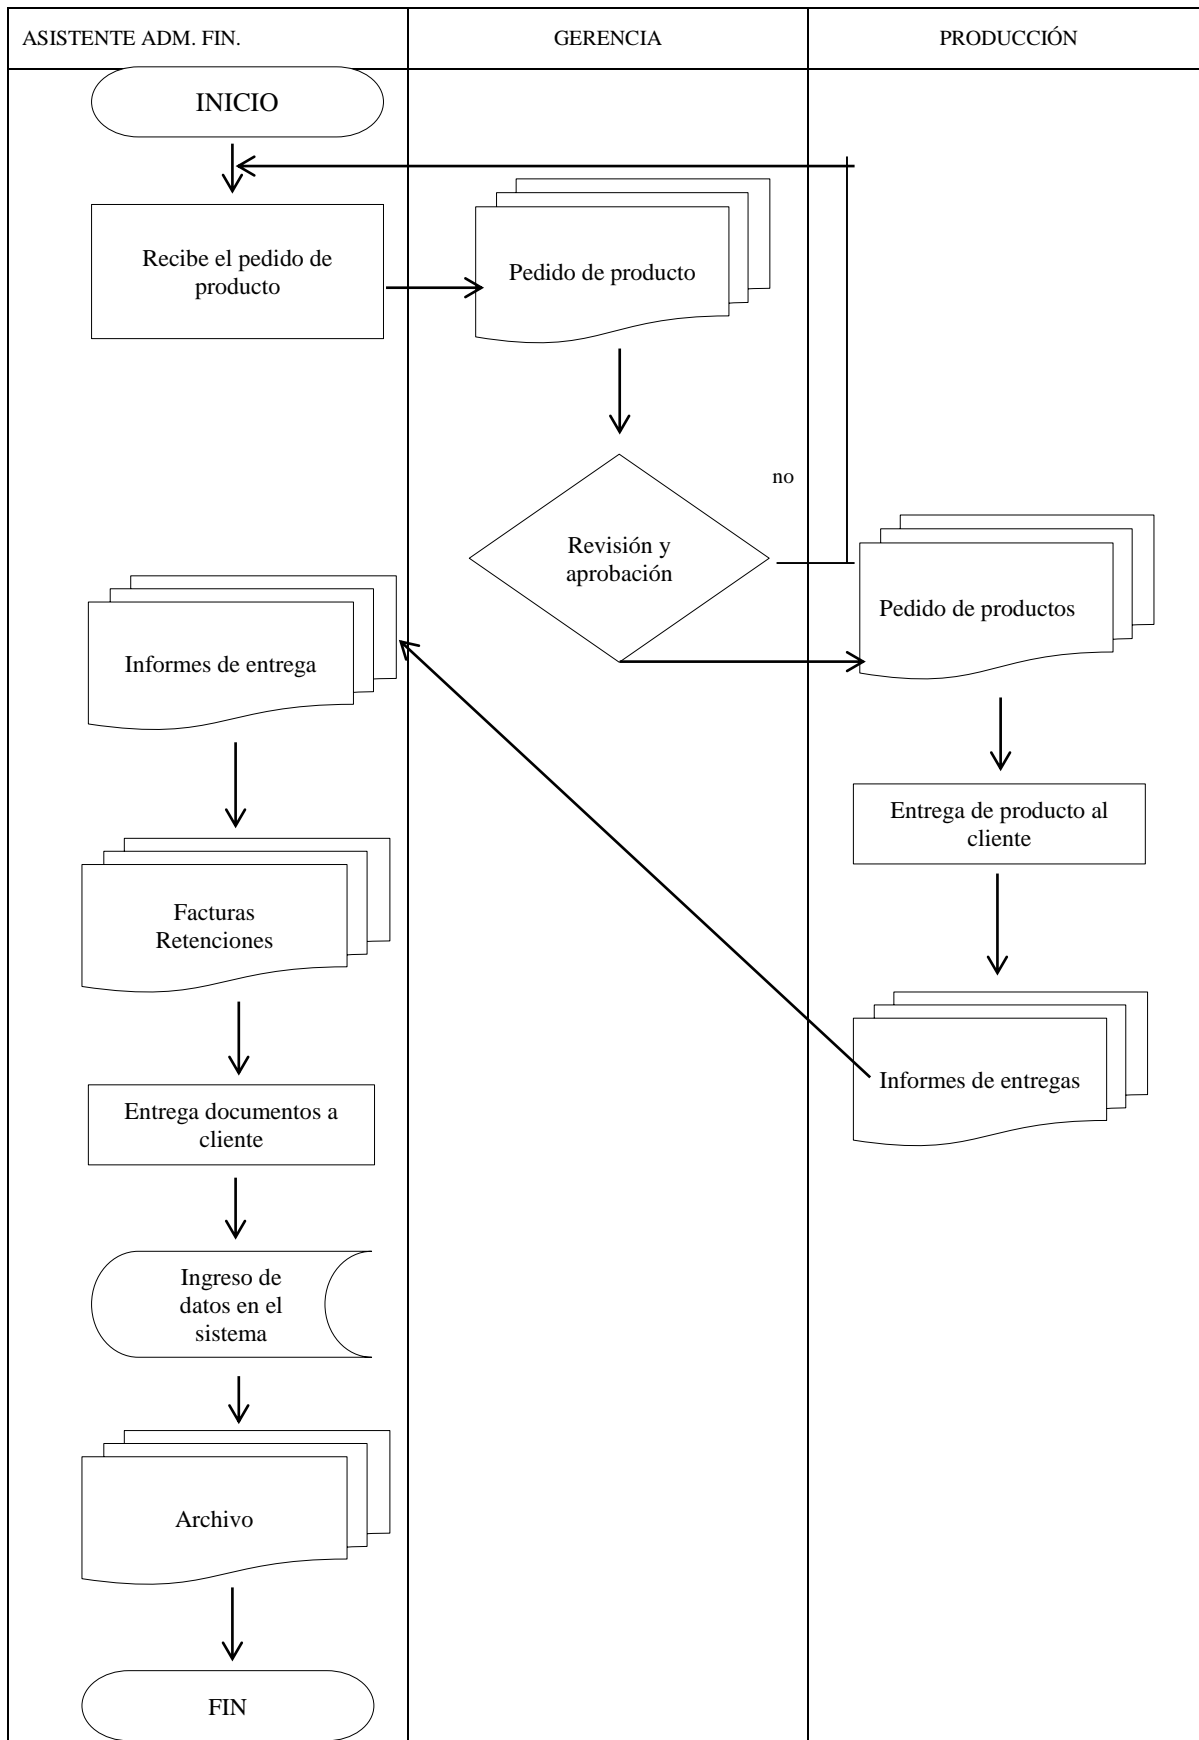 ASISTENTE ADM. FIN.
GERENCIA
PRODUCCIÓN
INICIO
Recibe el pedido de
producto
Pedido de producto
no
Revisión y
aprobación
Pedido de productos
Informes de entrega
Entrega de producto al
cliente
Facturas
Retenciones
Informes de entregas
Entrega documentos a
cliente
Ingreso de
datos en el
sistema
Archivo
FIN